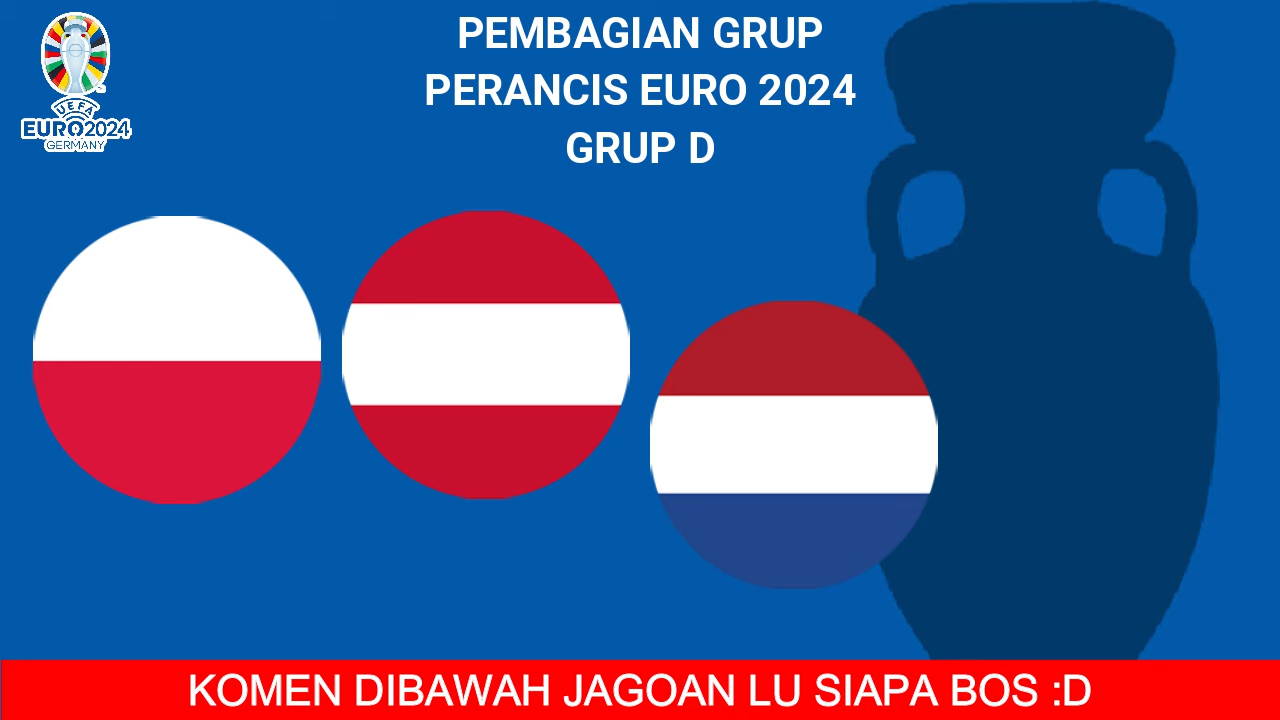 PEMBAGIAN GRUP
PERANCIS EURO 2024
GRUP D
UEFA
EURO2024
GERMANY
KOMEN DIBAWAH JAGOAN LU SIAPA BOS :D